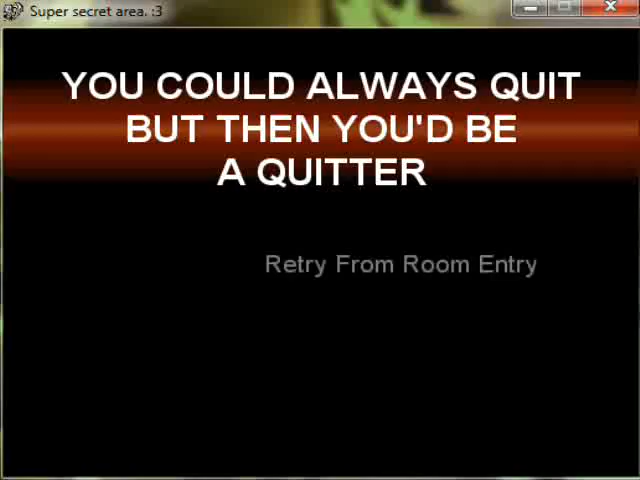 Super secret area. :3
YOU COULD ALWAYS QUIT
BUT THEN YOU'D BE
A QUITTER
Retry From Room Entry